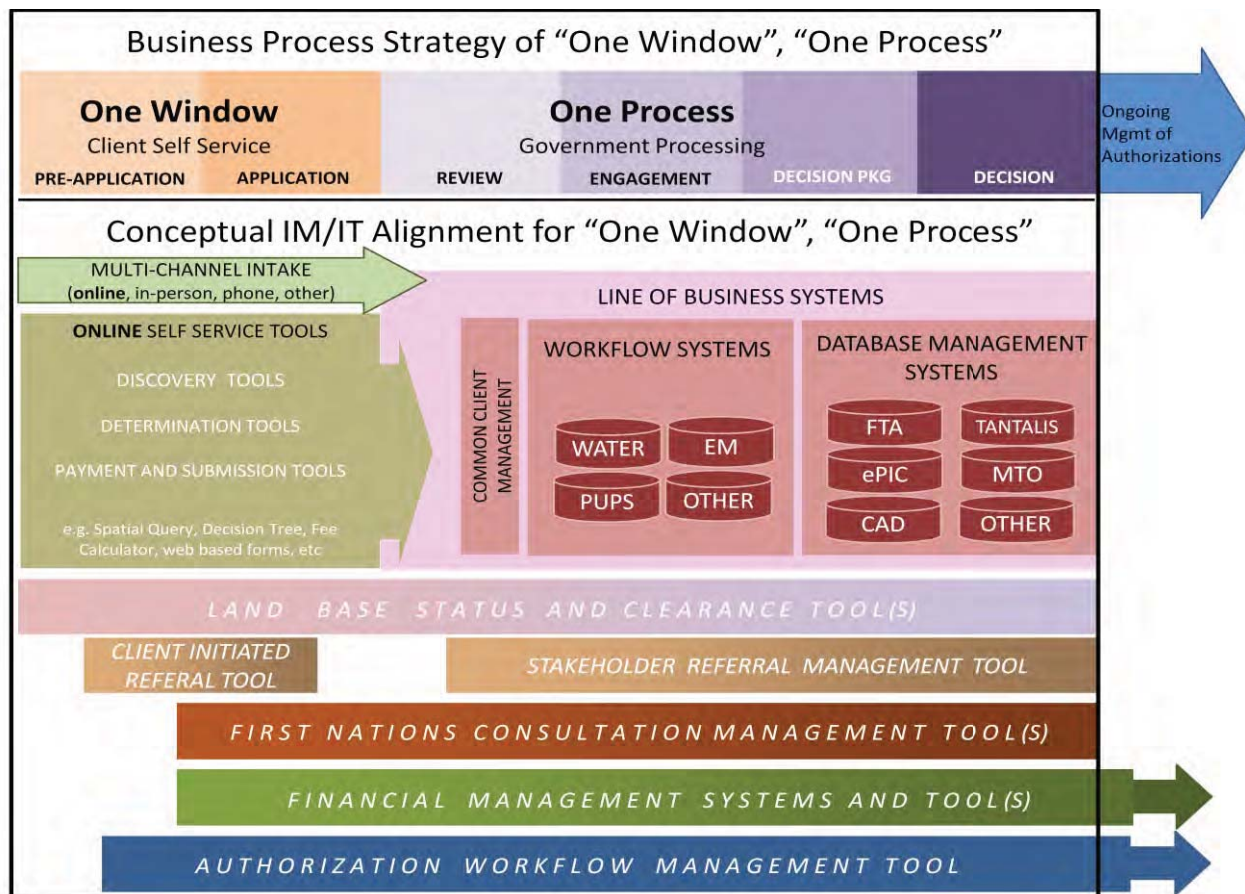 Business Process Strategy of “One Window”, “One Process”
One Window
Client Self Service
PRE-APPLICATION
APPLICATION
One Process
Government Processing
REVIEW
ENGAGEMENT
DECISION PKG
DECISION
Ongoing
Mgmt of
Authorizations
Conceptual IM/IT Alignment for “One Window”, “One Process”
MULTI-CHANNEL INTAKE
(online, in-person, phone, other)
ONLINE SELF SERVICE TOOLS
DISCOVERY TOOLS
DETERMINATION TOOLS
PAYMENT AND SUBMISSION TOOLS
e.g. Spatial Query, Decision Tree, Fee
Calculator, web based forms, etc
LINE OF BUSINESS SYSTEMS
COMMON CLIENT
MANAGEMENT
WORKFLOW SYSTEMS
WATER
EM
PUPS
OTHER
DATABASE MANAGEMENT
SYSTEMS
FTA
TANTALIS
ePIC
MTO
CAD
OTHER
LAND BASE STATUS AND CLEARANCE TOOL(S)
CLIENT INITIATED
REFERAL TOOL
STAKEHOLDER REFERRAL MANAGEMENT TOOL
FIRST NATIONS CONSULTATION MANAGEMENT TOOL(S)
FINANCIAL MANAGEMENT SYSTEMS AND TOOL(S)
AUTHORIZATION WORKFLOW MANAGEMENT TOOL